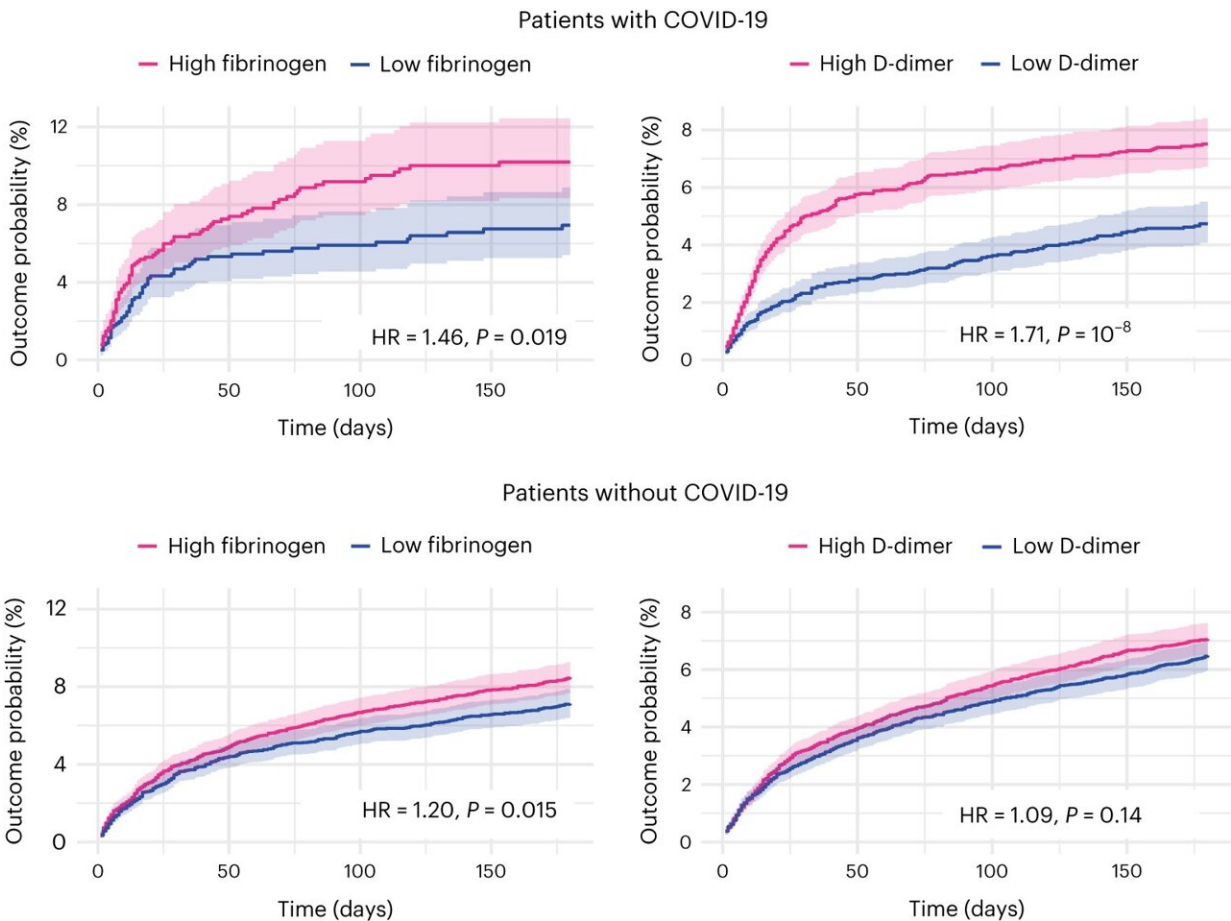 Patients with COVID-19
High fibrinogen Low fibrinogen
High D-dimer Low D-dimer
Outcome probability (%)
12
8
4
0
HR = 1.46, P = 0.019
0 50 100 150
Time (days)
Outcome probability (%)
8
6
4
2
0
HR = 1.71, P = 10⁻⁸
0 50 100 150
Time (days)
Patients without COVID-19
High fibrinogen Low fibrinogen
High D-dimer Low D-dimer
Outcome probability (%)
12
8
4
0
HR = 1.20, P = 0.015
0 50 100 150
Time (days)
Outcome probability (%)
8
6
4
2
0
HR = 1.09, P = 0.14
0 50 100 150
Time (days)